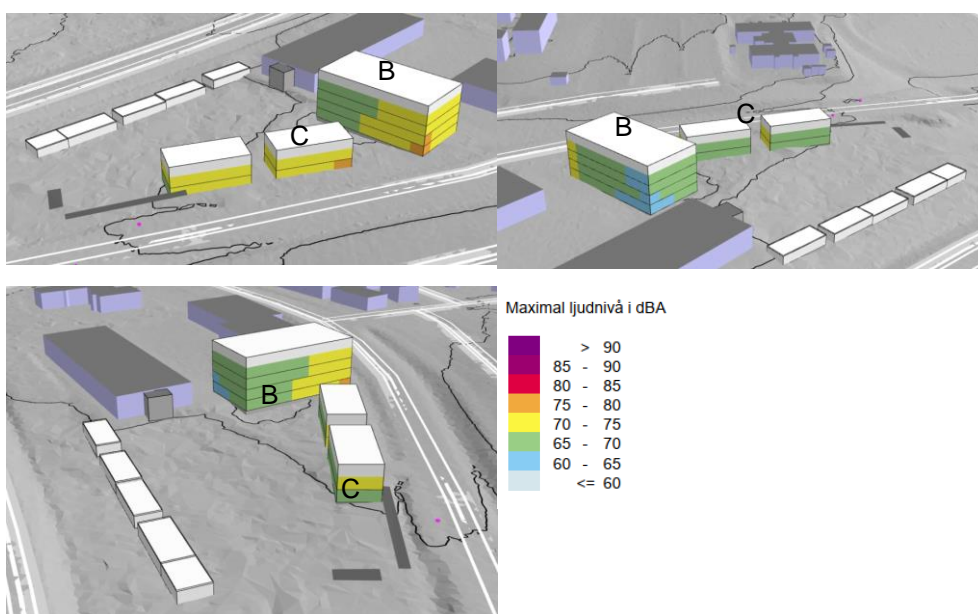 B
C
B
C
B
C
Maximal ljudnivå i dBA
> 90
85 - 90
80 - 85
75 - 80
70 - 75
65 - 70
60 - 65
<= 60